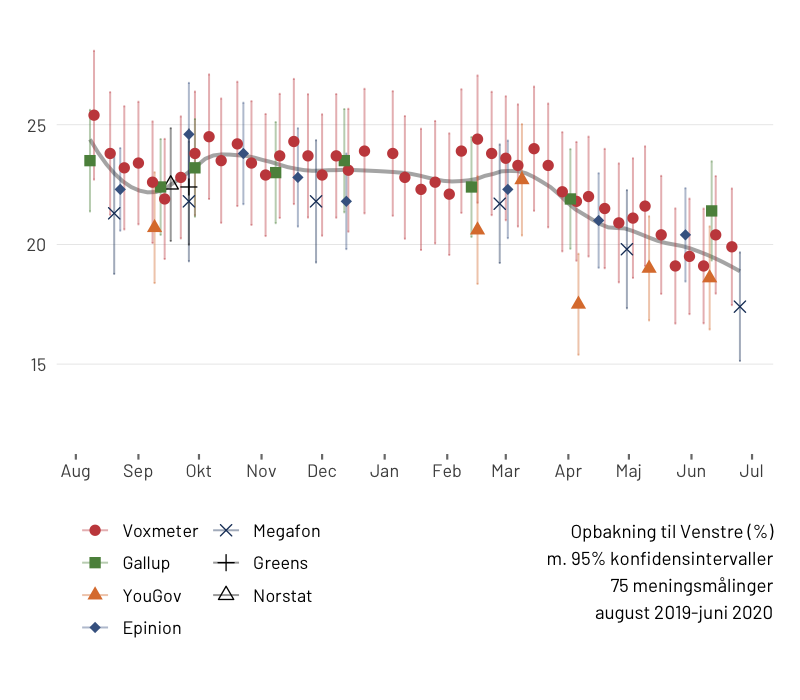 25
20
15
Aug Sep Okt Nov Dec Jan Feb Mar Apr Maj Jun Jul
Voxmeter Megafon
Gallup Greens
YouGov Norstat
Epinion
Opbakning til Venstre (%)
m. 95% konfidensintervaller
75 meningsmålinger
august 2019-juni 2020